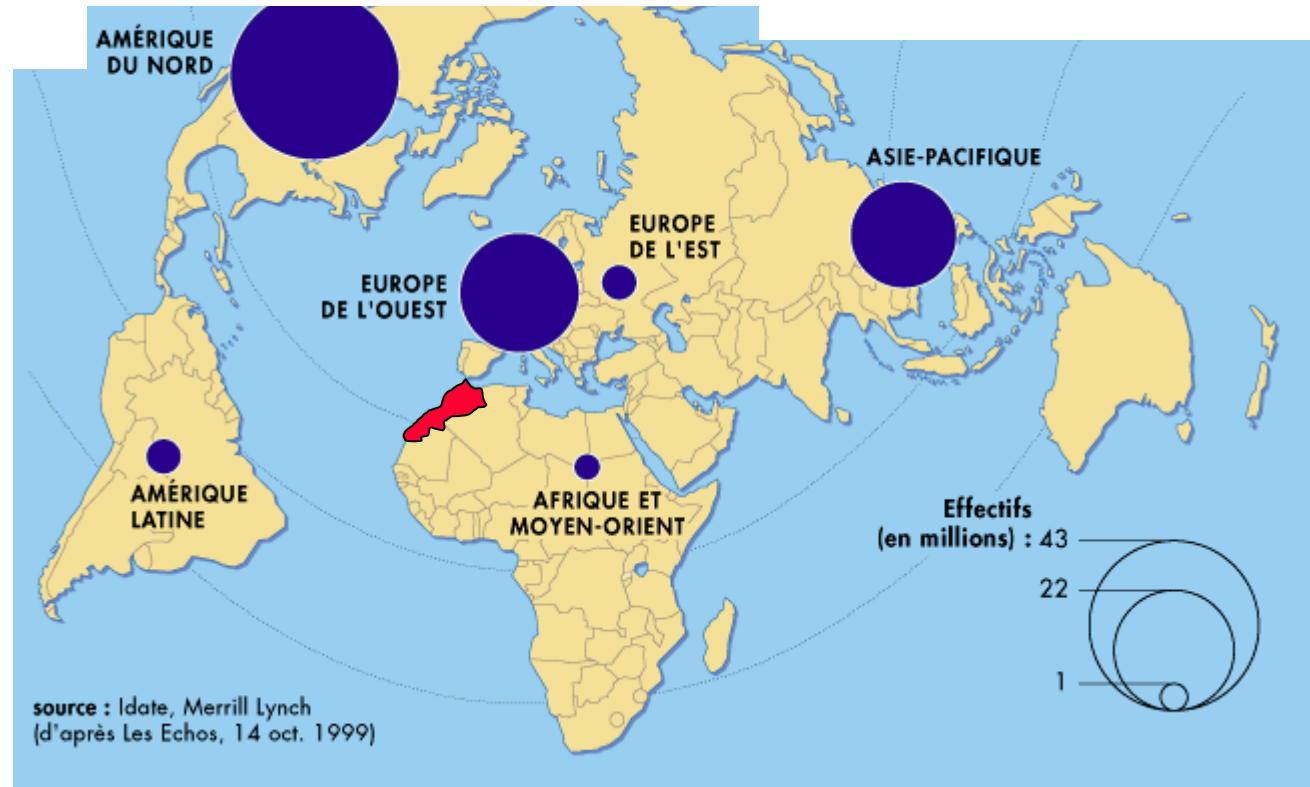 AMÉRIQUE
DU NORD
ASIE-PACIFIQUE
EUROPE
DE L'EST
EUROPE
DE L'OUEST
AMÉRIQUE
LATINE
AFRIQUE ET
MOYEN-ORIENT
Effectifs
(en millions) : 43
22
1
source : Idate, Merrill Lynch
(d'après Les Echos, 14 oct. 1999)